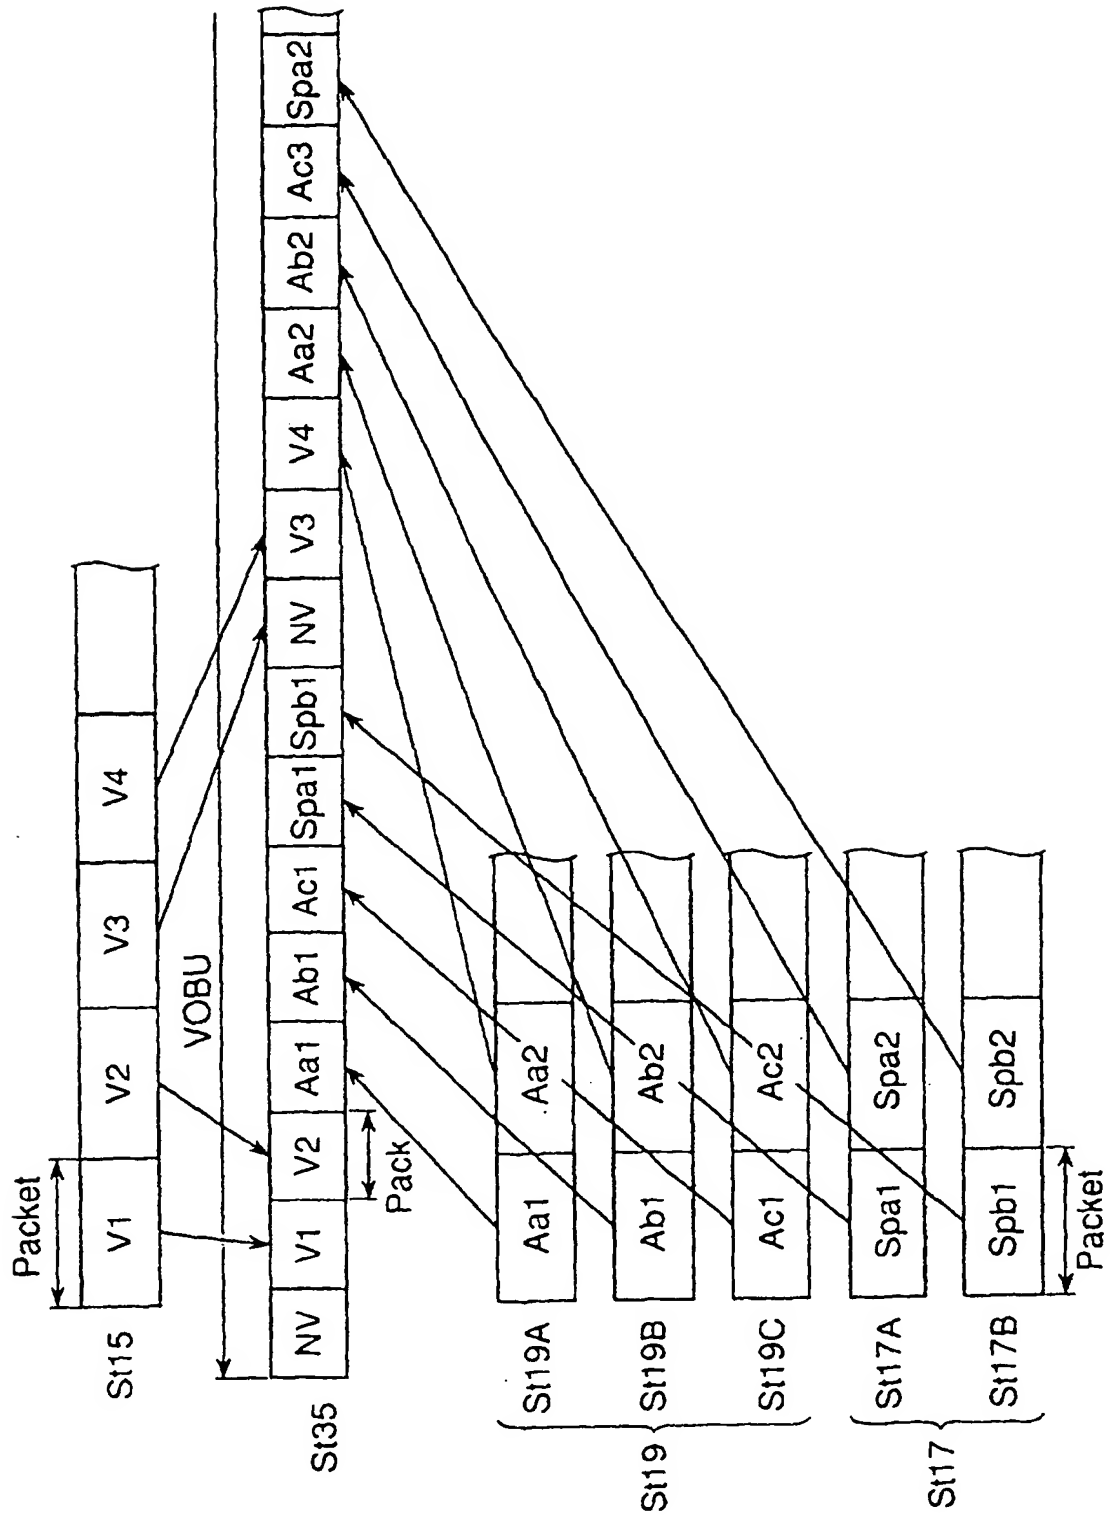 Packet
St15
V1
V2
V3
V4
VOBU
St35
NV
V1
V2
Aa1
Ab1
Ac1
Spa1
Spb1
NV
V3
V4
Aa2
Ab2
Ac3
Spa2
Pack
St19
St19A
Aa1
Aa2
St19B
Ab1
Ab2
St19C
Ac1
Ac2
St17
St17A
Spa1
Spa2
St17B
Spb1
Spb2
Packet